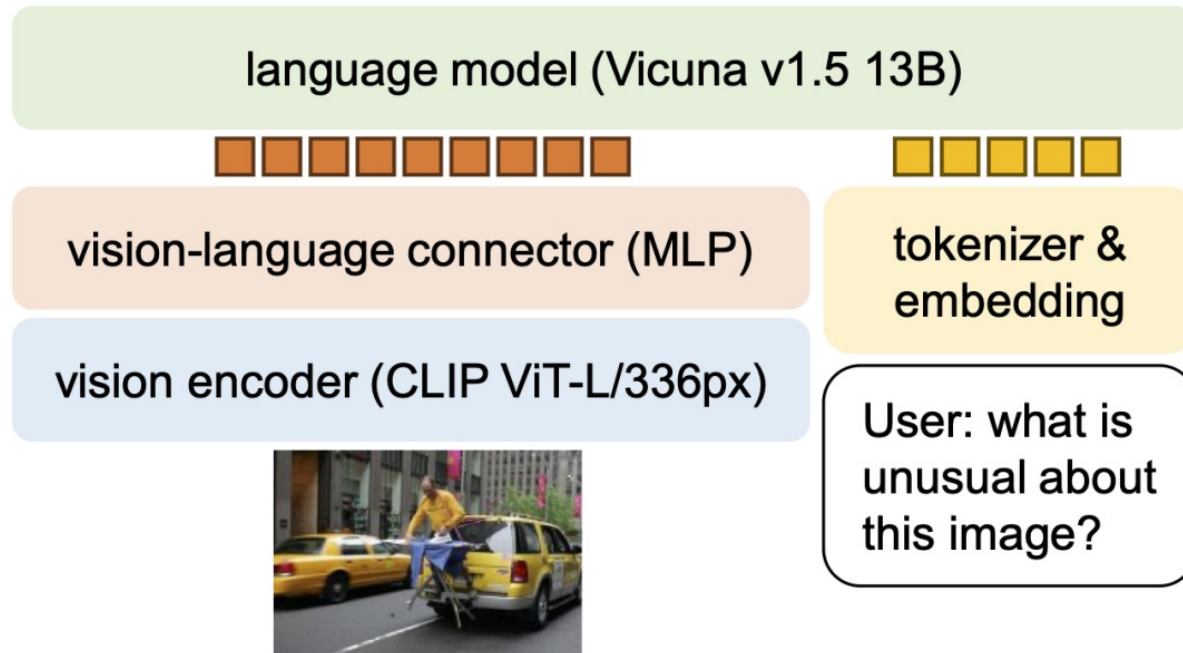 language model (Vicuna v1.5 13B)
vision-language connector (MLP)
tokenizer &
embedding
vision encoder (CLIP ViT-L/336px)
User: what is
unusual about
this image?